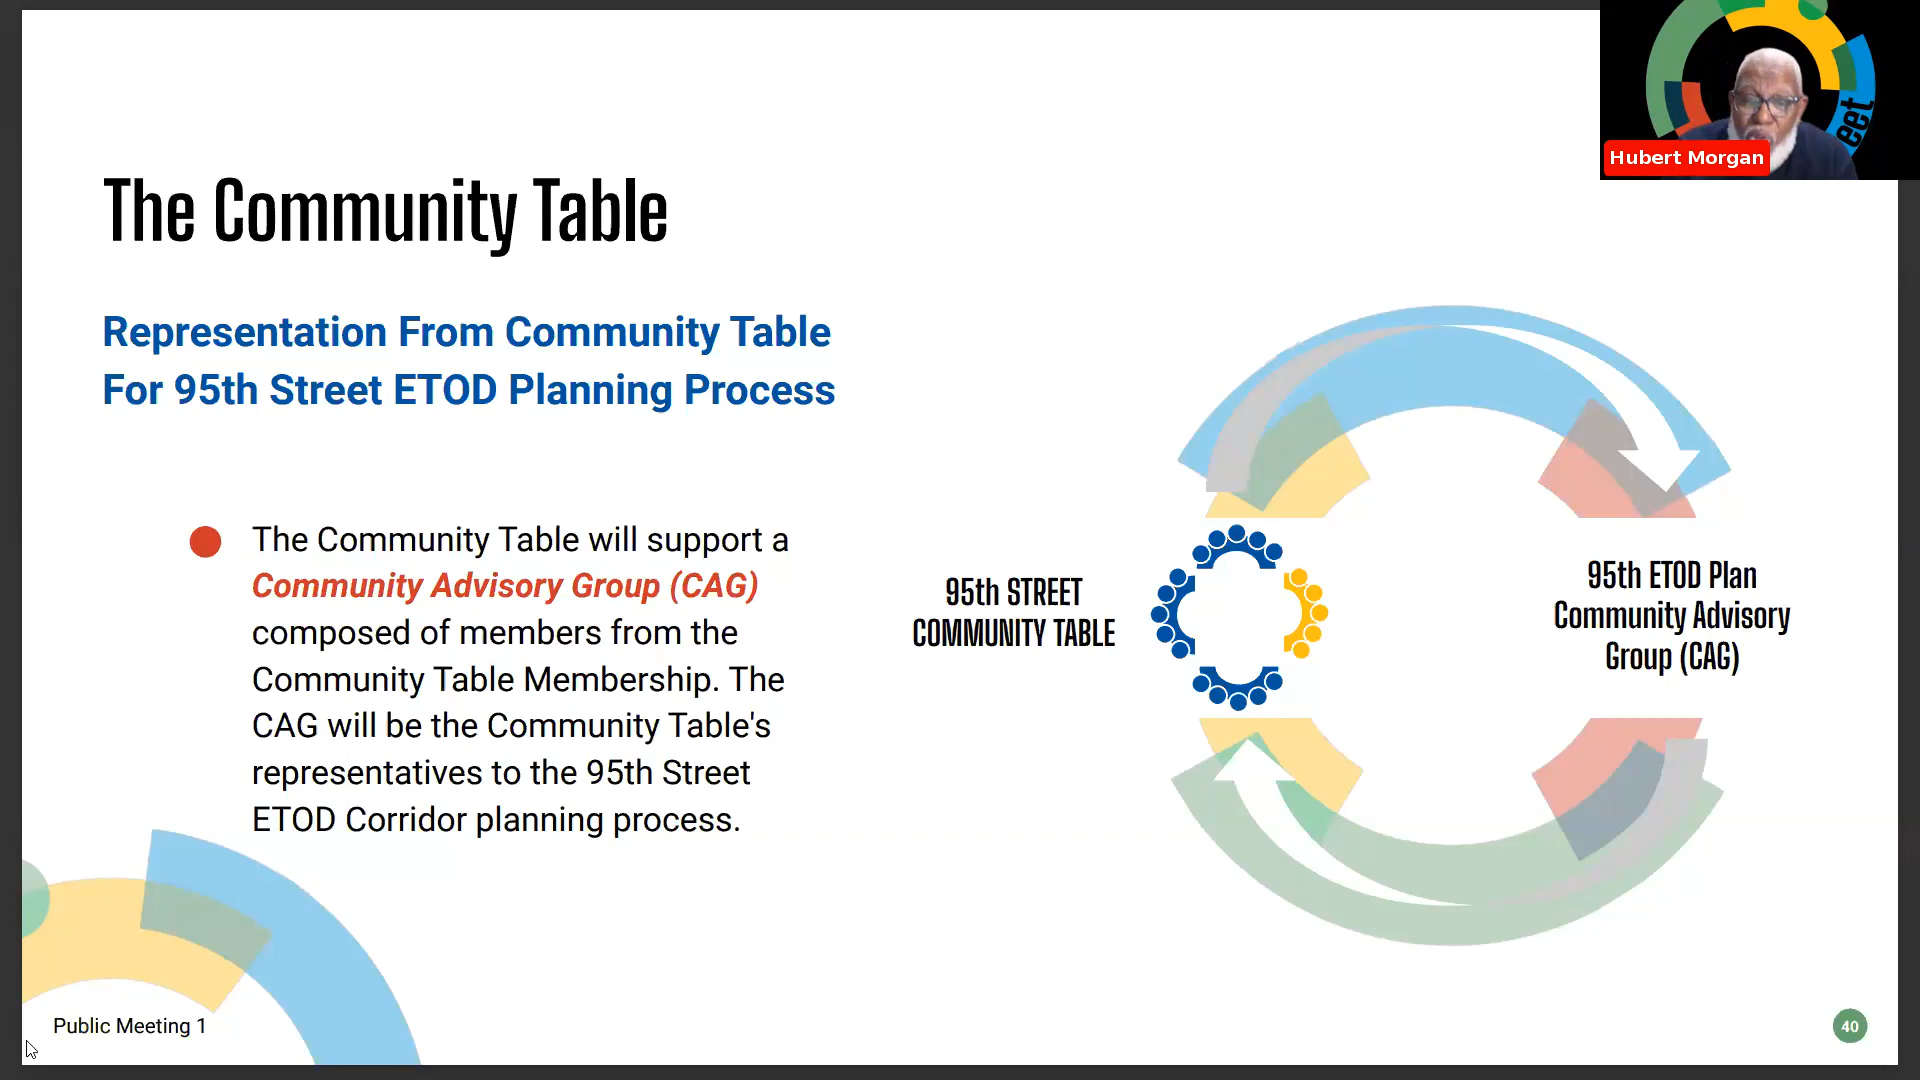 eet
Hubert Morgan
The Community Table
Representation From Community Table
For 95th Street ETOD Planning Process
The Community Table will support a
Community Advisory Group (CAG)
composed of members from the
Community Table Membership. The
CAG will be the Community Table's
representatives to the 95th Street
ETOD Corridor planning process.
95th STREET
COMMUNITY TABLE
95th ETOD Plan
Community Advisory
Group (CAG)
Public Meeting 1
40